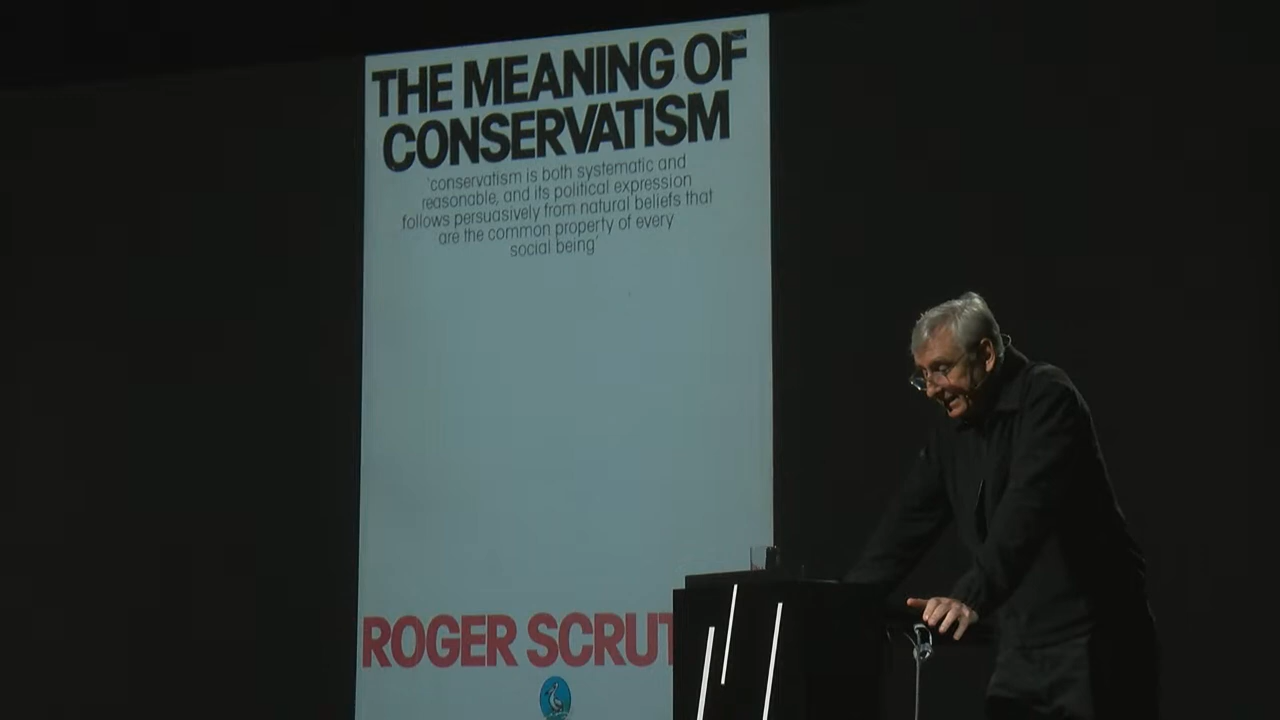 THE MEANING OF
CONSERVATISM
'conservatism is both systematic and
reasonable, and its political expression
follows persuasively from natural beliefs that
are the common property of every
social being'
ROGER SCRUT